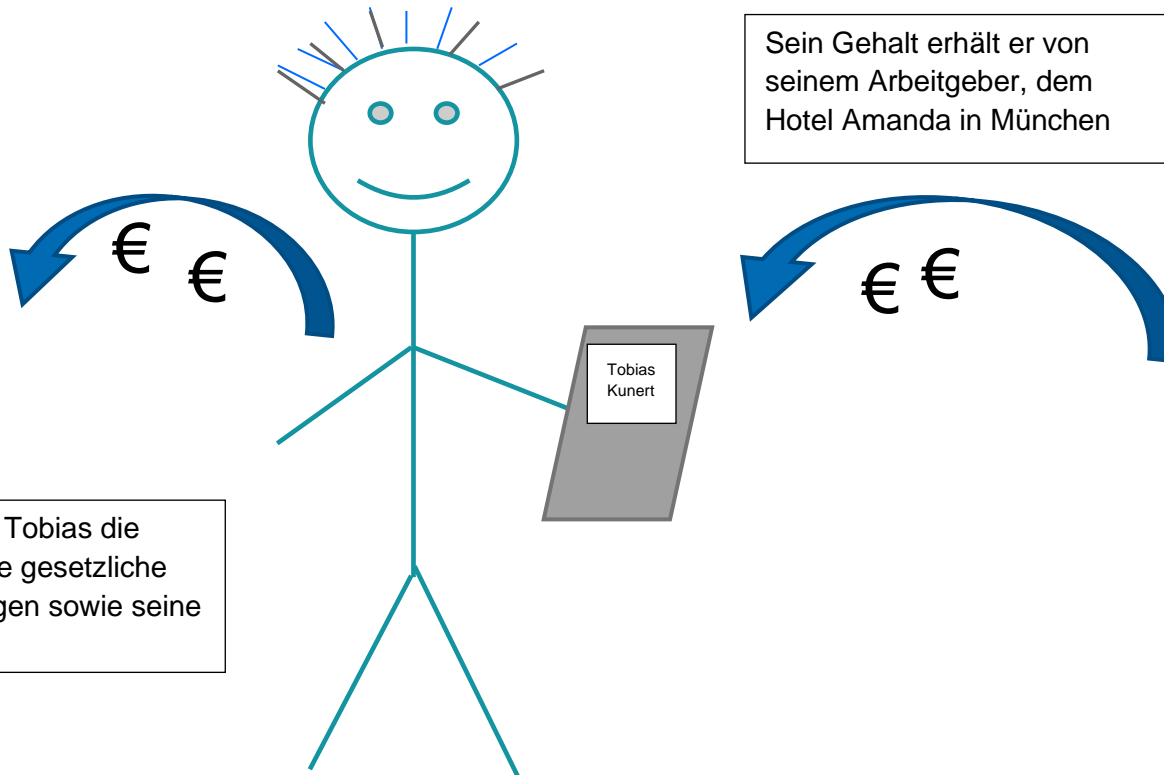 Sein Gehalt erhält er von
seinem Arbeitgeber, dem
Hotel Amanda in München
€ €
€ €
Tobias
Kunert
Tobias die
e gesetzliche
gen sowie seine